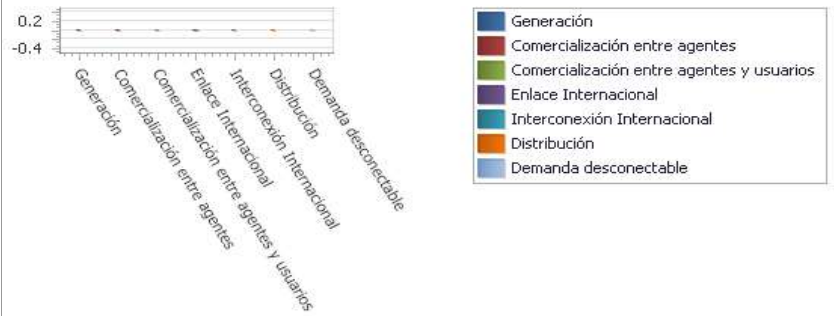 0.2
-0.4
Generación
Comercialización entre agentes
Comercialización entre agentes y usuarios
Enlace Internacional
Interconexión Internacional
Distribución
Demanda desconectable
Generación
Comercialización entre agentes
Comercialización entre agentes y usuarios
Enlace Internacional
Interconexión Internacional
Distribución
Demanda desconectable